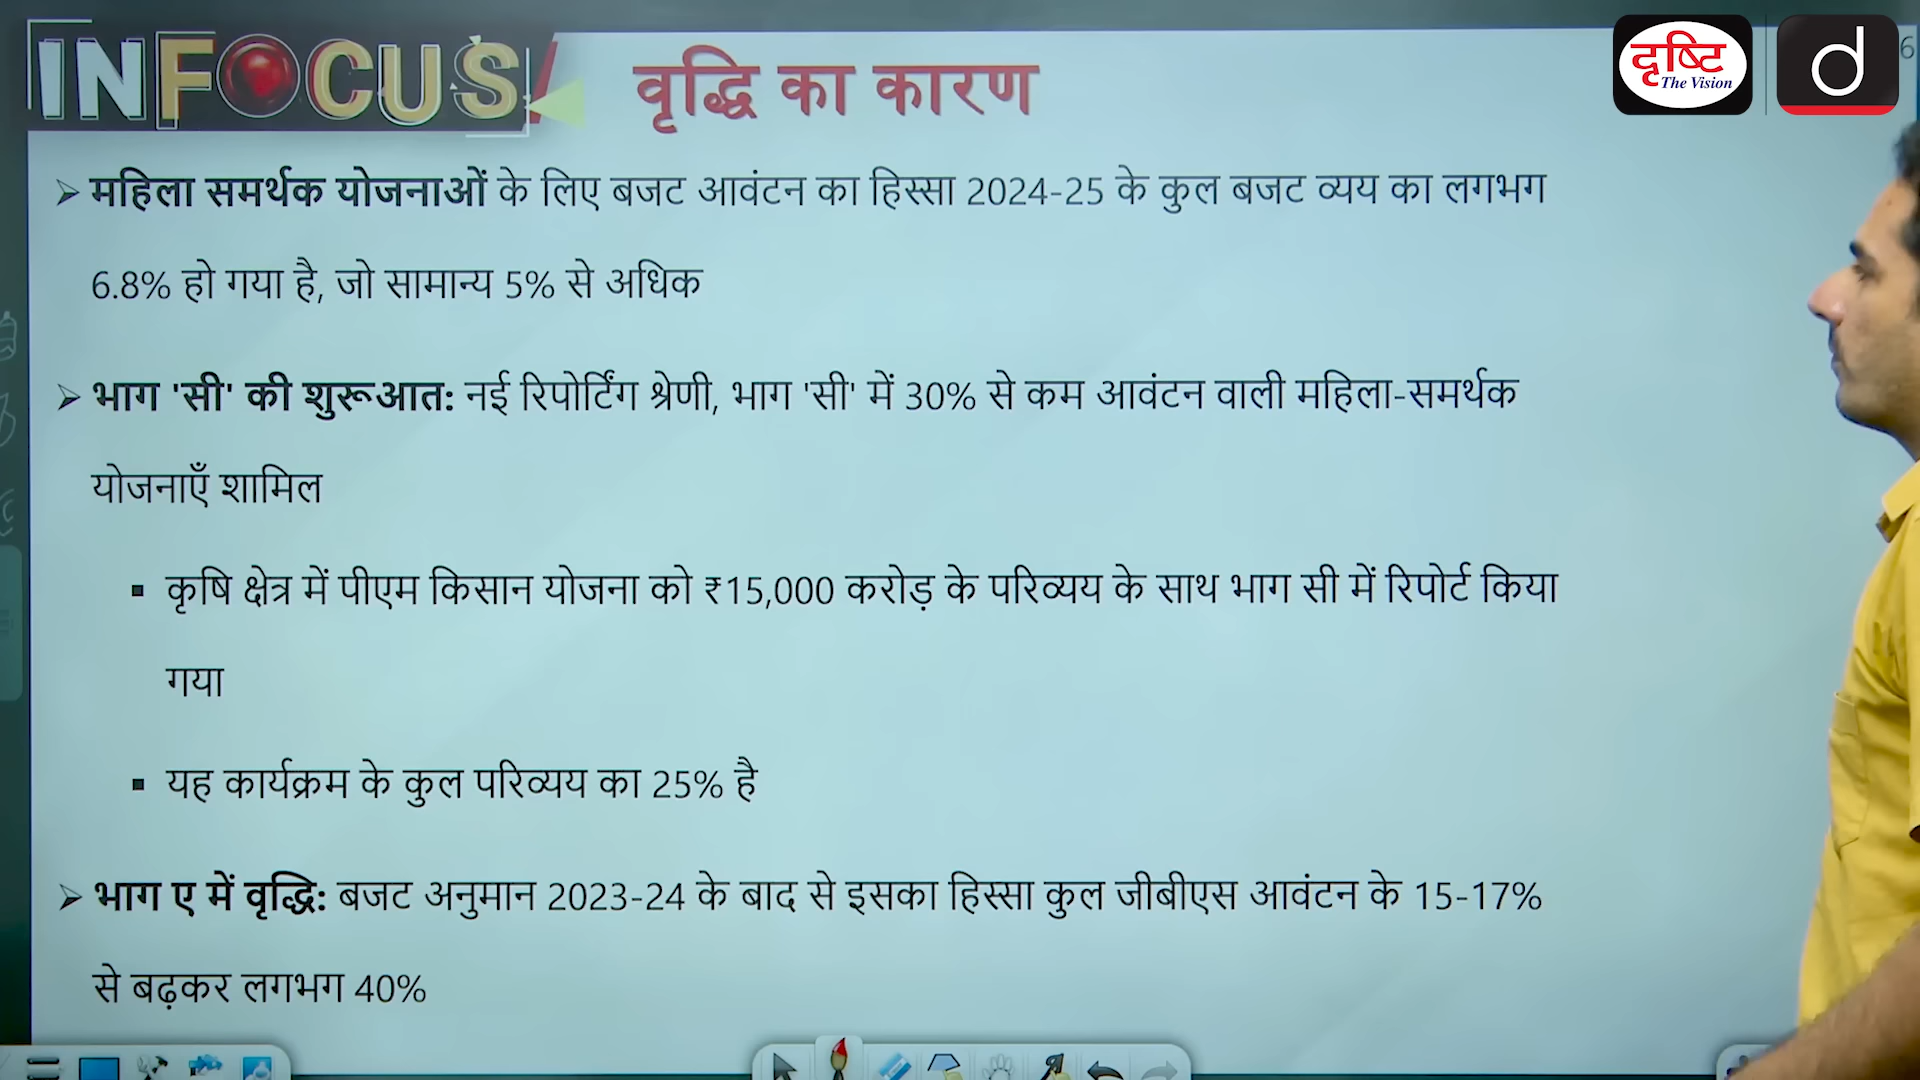 INFOCUS
वृद्धि का कारण
दृष्टि
The Vision
d
6
➢ महिला समर्थक योजनाओं के लिए बजट आवंटन का हिस्सा 2024-25 के कुल बजट व्यय का लगभग
6.8% हो गया है, जो सामान्य 5% से अधिक
➢ भाग 'सी' की शुरूआत: नई रिपोर्टिंग श्रेणी, भाग 'सी' में 30% से कम आवंटन वाली महिला-समर्थक
योजनाएँ शामिल
▪ कृषि क्षेत्र में पीएम किसान योजना को ₹15,000 करोड़ के परिव्यय के साथ भाग सी में रिपोर्ट किया
गया
▪ यह कार्यक्रम के कुल परिव्यय का 25% है
➢ भाग ए में वृद्धि: बजट अनुमान 2023-24 के बाद से इसका हिस्सा कुल जीबीएस आवंटन के 15-17%
से बढ़कर लगभग 40%